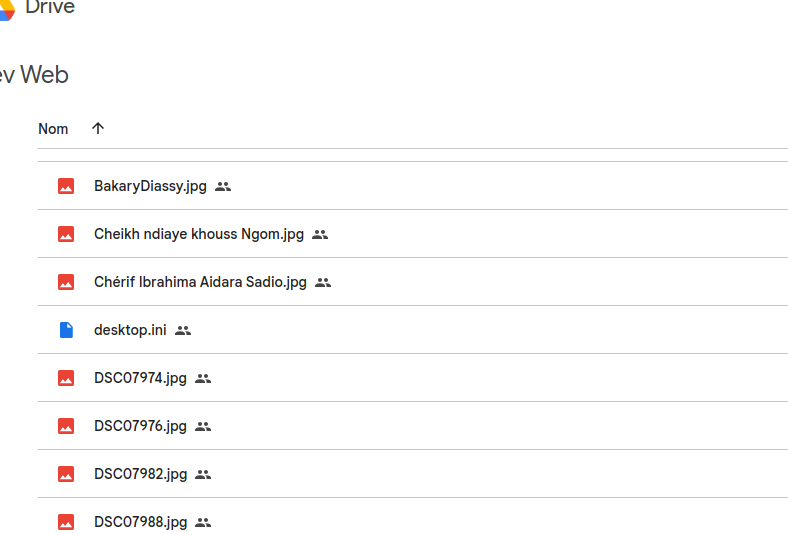 Drive
ev Web
Nom
BakaryDiassy.jpg
Cheikh ndiaye khouss Ngom.jpg
Chérif Ibrahima Aidara Sadio.jpg
desktop.ini
DSC07974.jpg
DSC07976.jpg
DSC07982.jpg
DSC07988.jpg